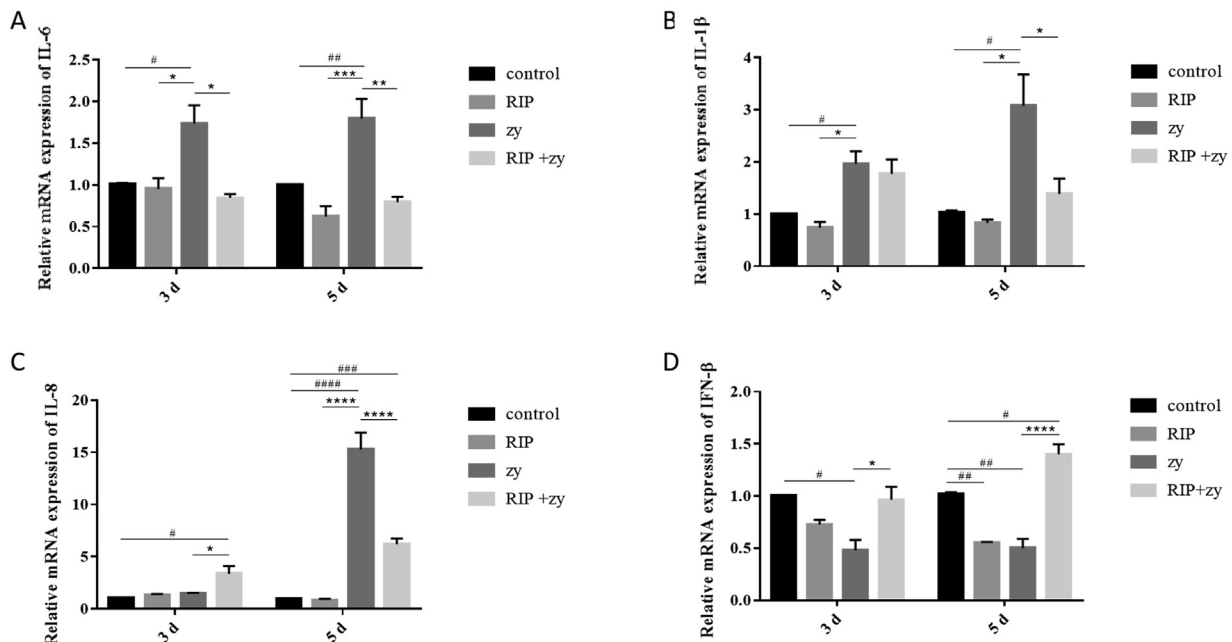 A
Relative mRNA expression of IL-6
2.5
2.0
1.5
1.0
0.5
0.0
#
*
*
##
***
**
3 d
5 d
control
RIP
zy
RIP +zy
B
Relative mRNA expression of IL-1β
4
3
2
1
0
#
*
#
*
*
3 d
5 d
control
RIP
zy
RIP +zy
C
Relative mRNA expression of IL-8
20
15
10
5
0
#
*
###
####
****
****
3 d
5 d
control
RIP
zy
RIP +zy
D
Relative mRNA expression of IFN-β
2.0
1.5
1.0
0.5
0.0
#
*
#
****
##
##
3 d
5 d
control
RIP
zy
RIP+zy